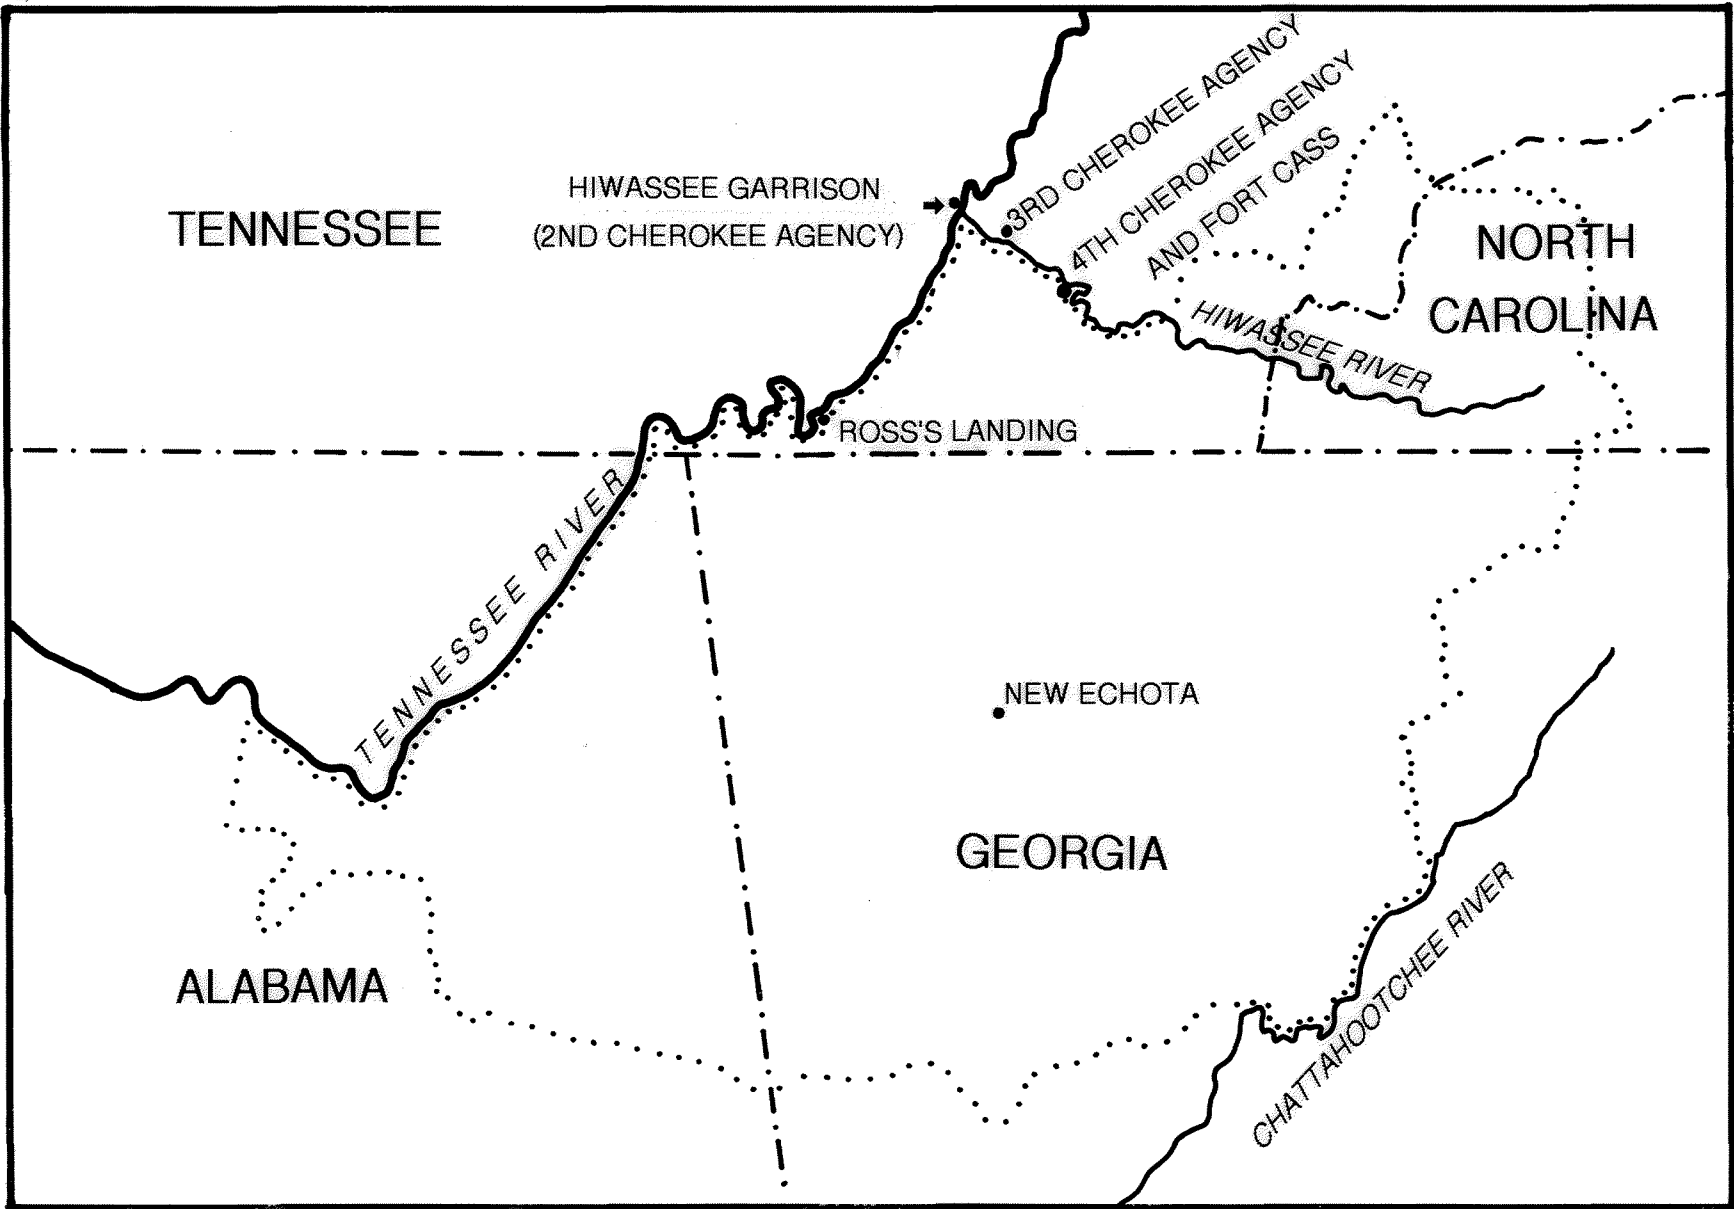 3RD CHEROKEE AGENCY
4TH CHEROKEE AGENCY
AND FORT CASS
HIWASSEE GARRISON
(2ND CHEROKEE AGENCY)
TENNESSEE
NORTH
CAROLINA
HIWASSEE RIVER
ROSS'S LANDING
TENNESSEE RIVER
NEW ECHOTA
GEORGIA
ALABAMA
CHATTAHOOTCHEE RIVER